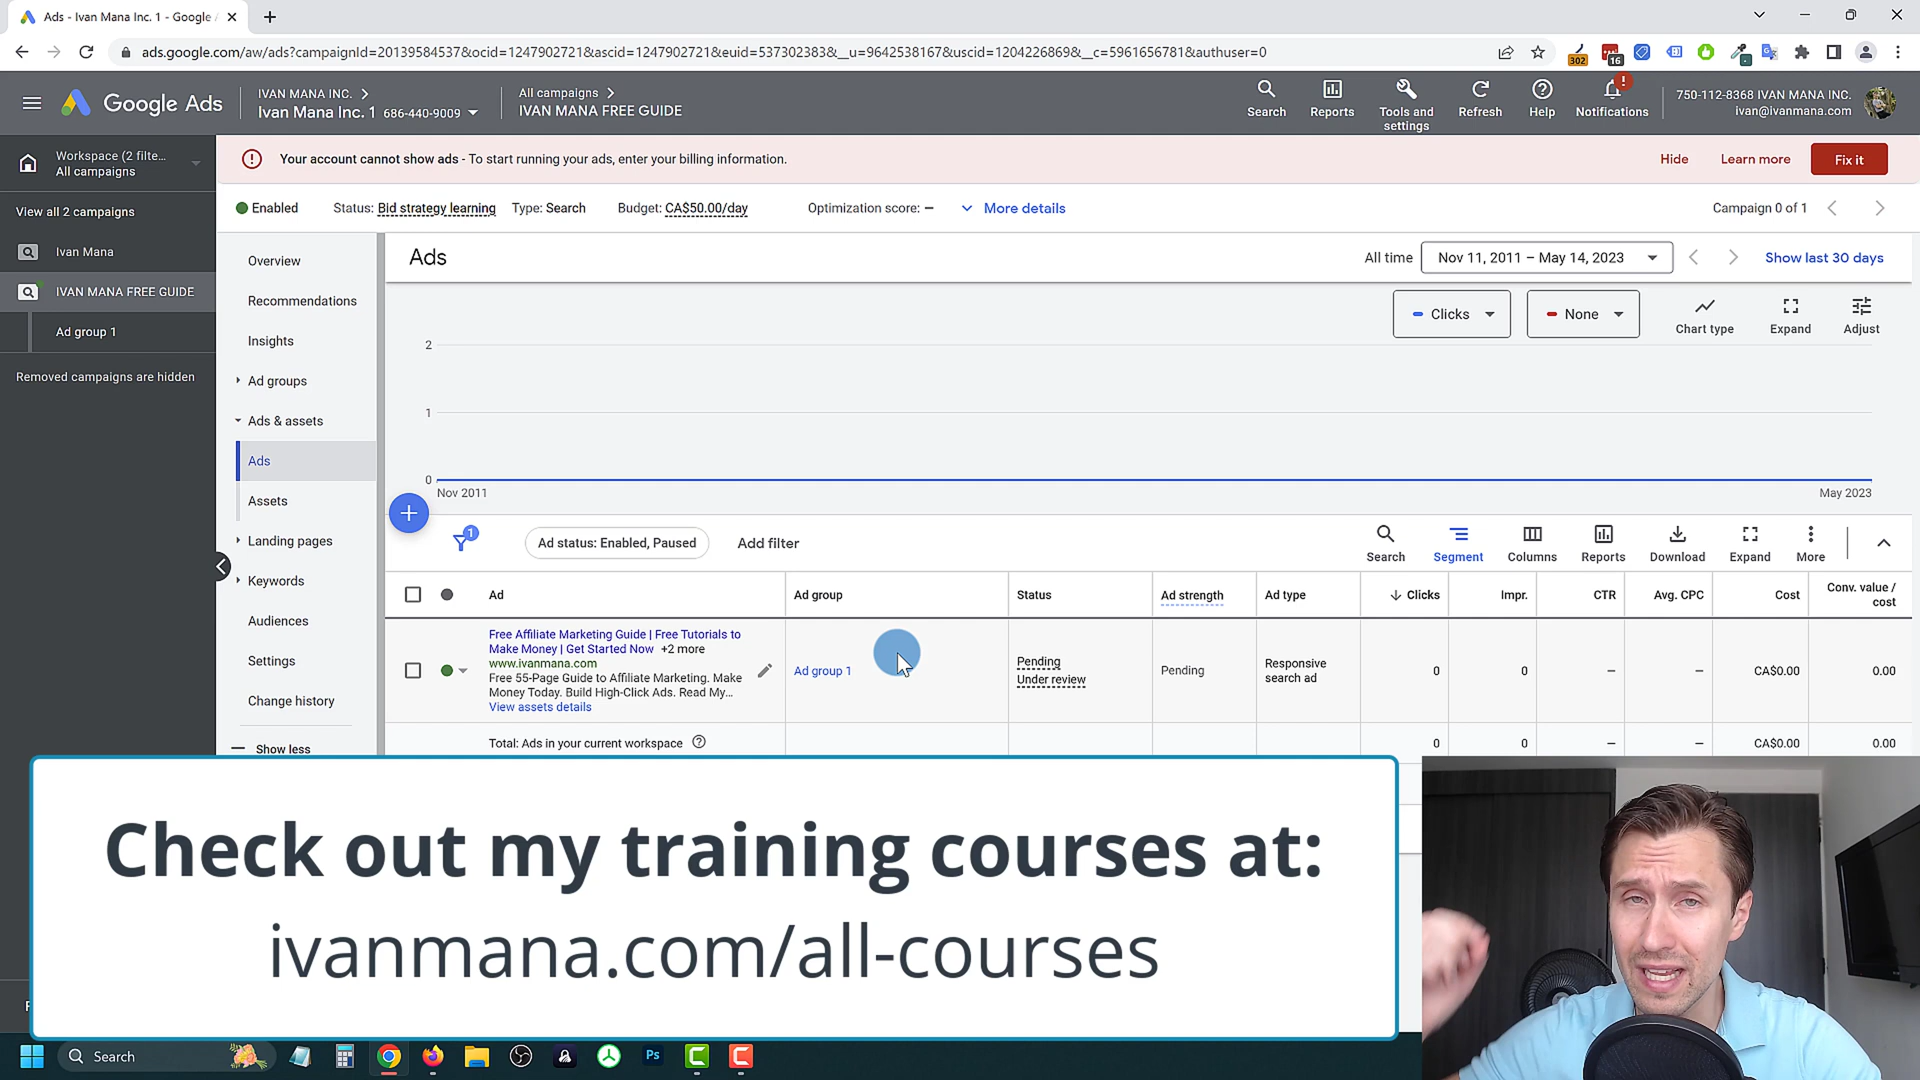 Ads - Ivan Mana Inc. 1 - Google
ads.google.com/aw/ads?campaignId=20139584537&ocid=1247902721&ascid=1247902721&euid=537302383&__u=9642538167&uscid=1204226869&__c=5961656781&authuser=0
302
16
Google Ads
IVAN MANA INC.
Ivan Mana Inc. 1 686-440-9009
All campaigns
IVAN MANA FREE GUIDE
Search
Reports
Tools and
settings
Refresh
Help
Notifications
750-112-8368 IVAN MANA INC.
ivan@ivanmana.com
Workspace (2 filte...
All campaigns
Your account cannot show ads - To start running your ads, enter your billing information.
Hide
Learn more
Fix it
View all 2 campaigns
Ivan Mana
IVAN MANA FREE GUIDE
Ad group 1
Removed campaigns are hidden
Enabled
Status: Bid strategy learning
Type: Search
Budget: CA$50.00/day
Optimization score: –
More details
Campaign 0 of 1
Overview
Recommendations
Insights
Ad groups
Ads & assets
Ads
Assets
Landing pages
Keywords
Audiences
Settings
Change history
Show less
Ads
All time
Nov 11, 2011 – May 14, 2023
Show last 30 days
Clicks
None
Chart type
Expand
Adjust
2
1
0
Nov 2011
May 2023
1
Ad status: Enabled, Paused
Add filter
Search
Segment
Columns
Reports
Download
Expand
More
Ad
Ad group
Status
Ad strength
Ad type
Clicks
Impr.
CTR
Avg. CPC
Cost
Conv. value /
cost
Free Affiliate Marketing Guide | Free Tutorials to
Make Money | Get Started Now +2 more
www.ivanmana.com
Free 55-Page Guide to Affiliate Marketing. Make
Money Today. Build High-Click Ads. Read My...
View assets details
Ad group 1
Pending
Under review
Pending
Responsive
search ad
0
0
–
–
CA$0.00
0.00
Total: Ads in your current workspace
0
0
–
–
CA$0.00
0.00
Check out my training courses at:
ivanmana.com/all-courses
Search
Ps